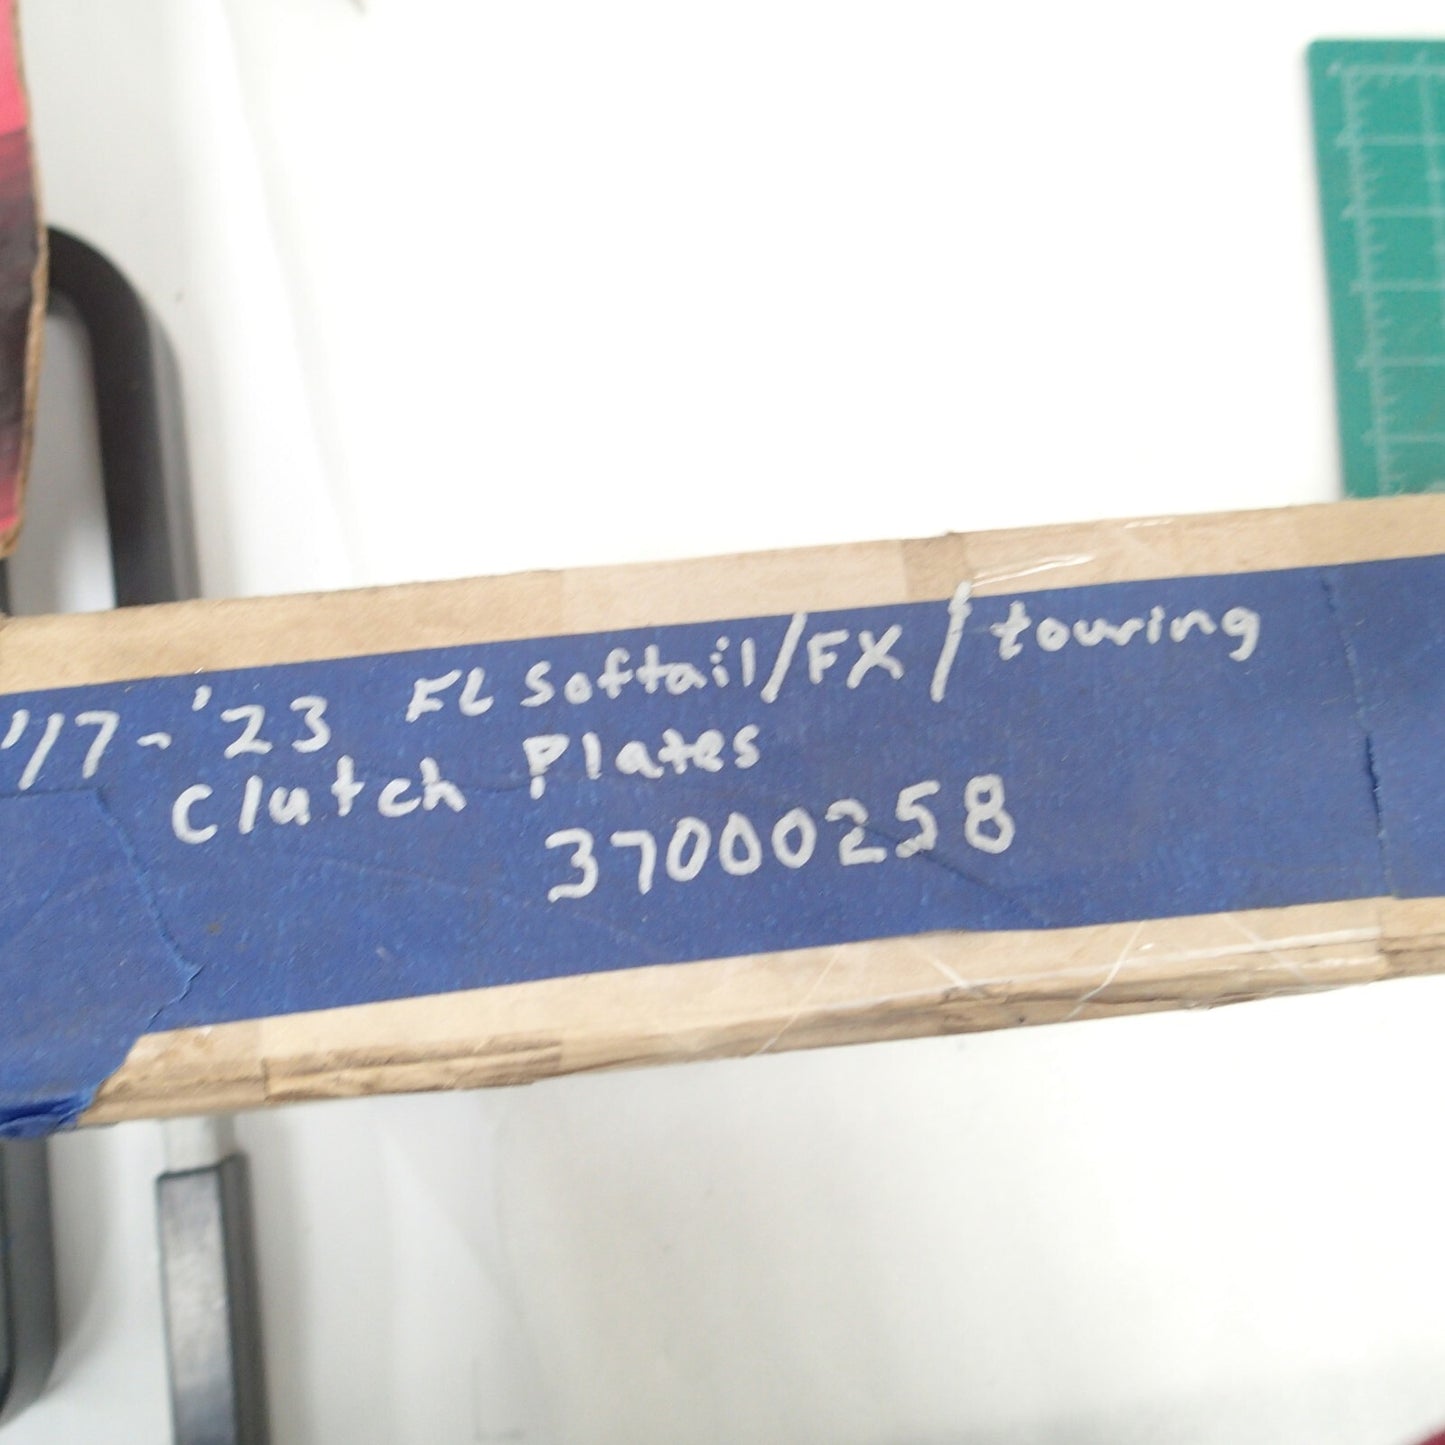 '17-'23 FL Softail/FX/touring
Clutch Plates
37000258